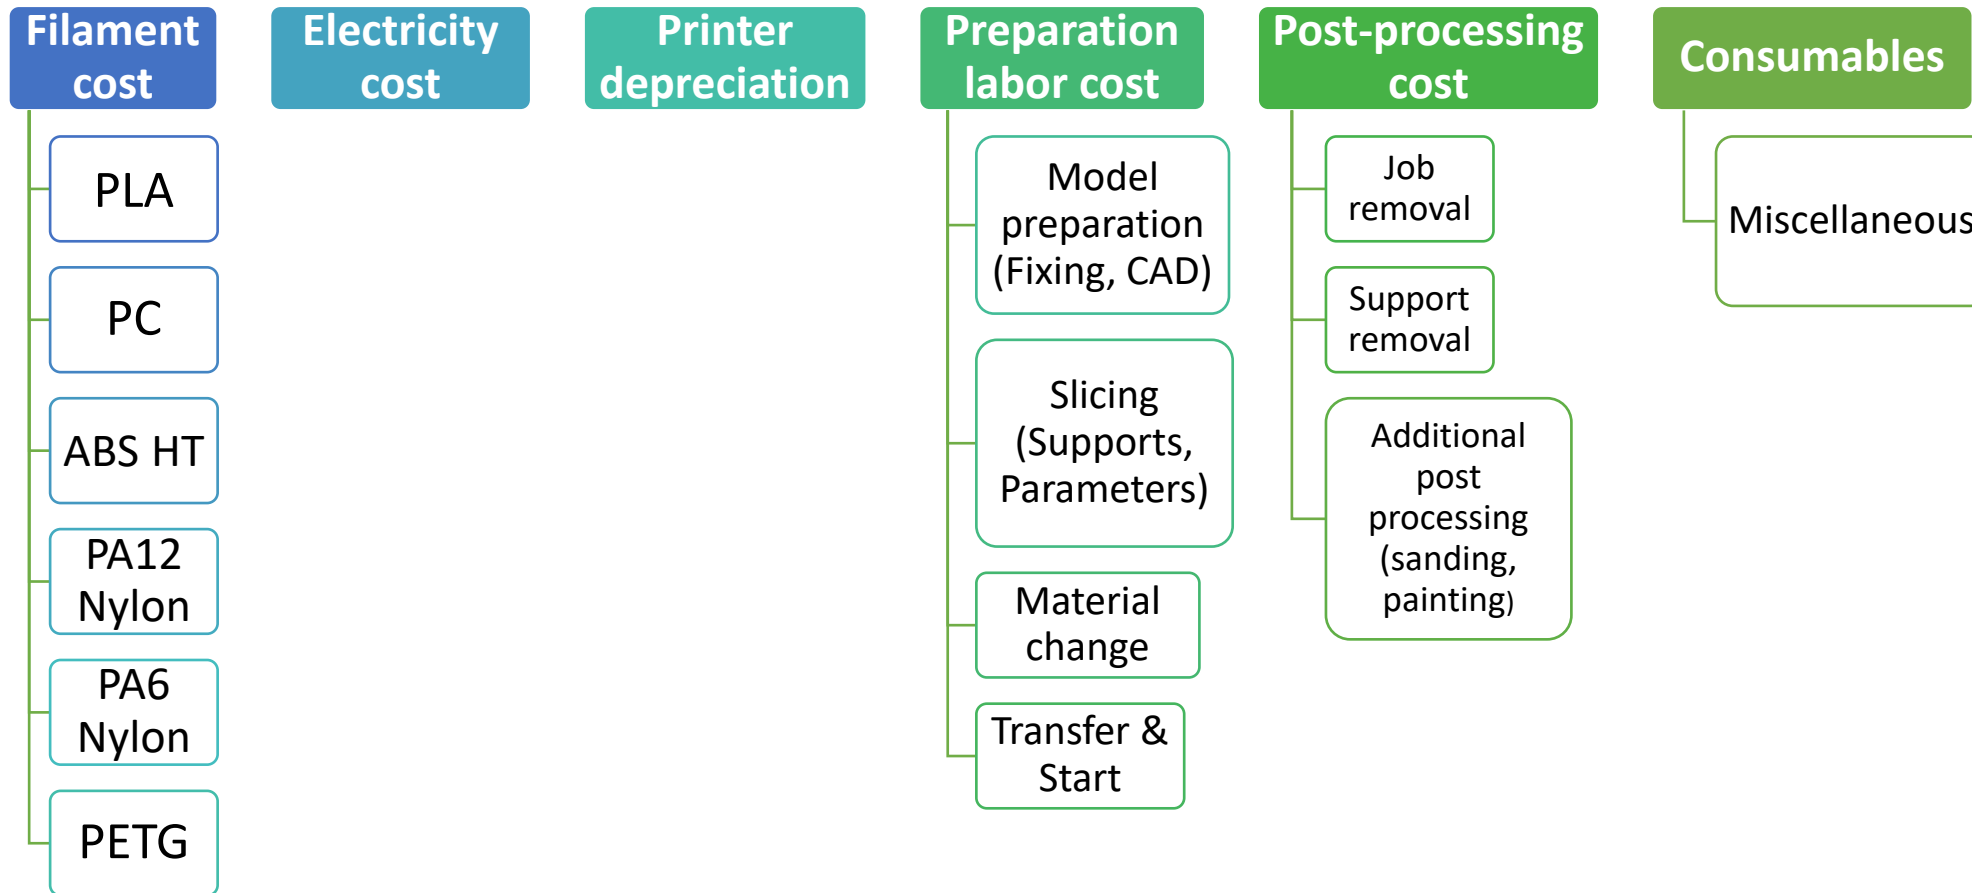 Filament
cost
PLA
PC
ABS HT
PA12
Nylon
PA6
Nylon
PETG
Electricity
cost
Printer
depreciation
Preparation
labor cost
Model
preparation
(Fixing, CAD)
Slicing
(Supports,
Parameters)
Material
change
Transfer &
Start
Post-processing
cost
Job
removal
Support
removal
Additional
post
processing
(sanding,
painting)
Consumables
Miscellaneous